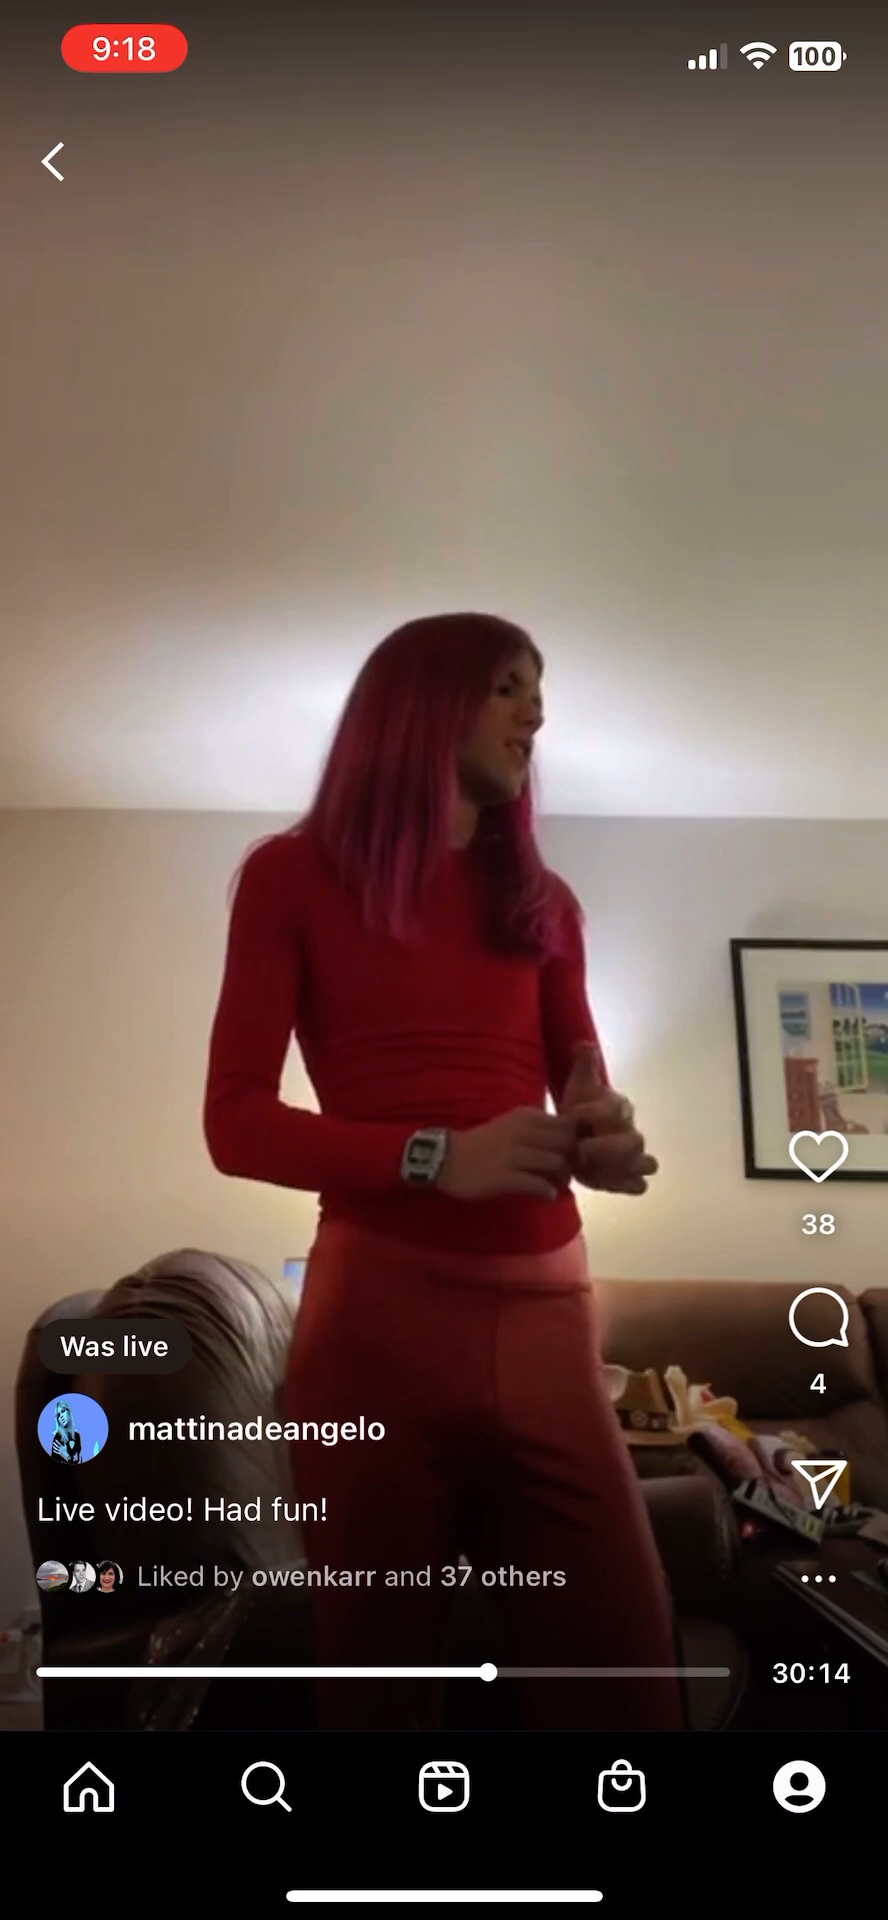 9:18
100
Was live
mattinadeangelo
Live video! Had fun!
Liked by owenkarr and 37 others
38
4
30:14